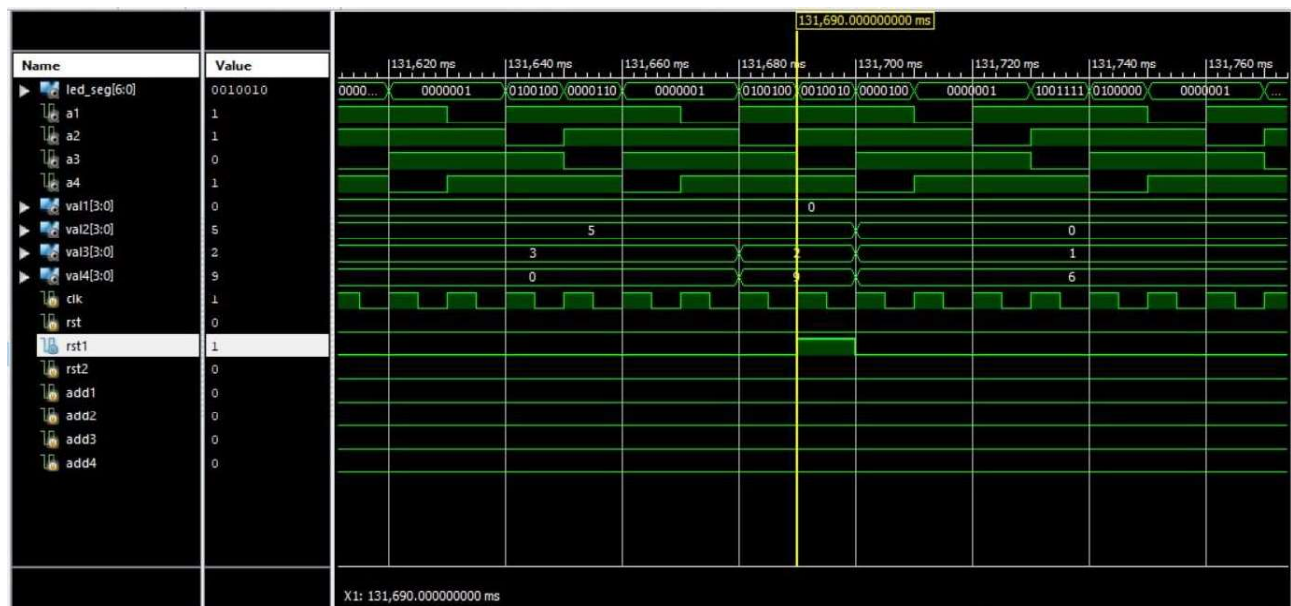 131,690.000000000 ms
Name Value
131,620 ms 131,640 ms 131,660 ms 131,680 ms 131,700 ms 131,720 ms 131,740 ms 131,760 ms
led_seg[6:0] 0010010 0000... 0000001 0100100 0000110 0000001 0100100 0010010 0000100 0000001 1001111 0100000 0000001 ...
a1 1
a2 1
a3 0
a4 1
val1[3:0] 0 0
val2[3:0] 5 5 0
val3[3:0] 2 3 2 1
val4[3:0] 9 0 9 6
clk 1
rst 0
rst1 1
rst2 0
add1 0
add2 0
add3 0
add4 0
X1: 131,690.000000000 ms